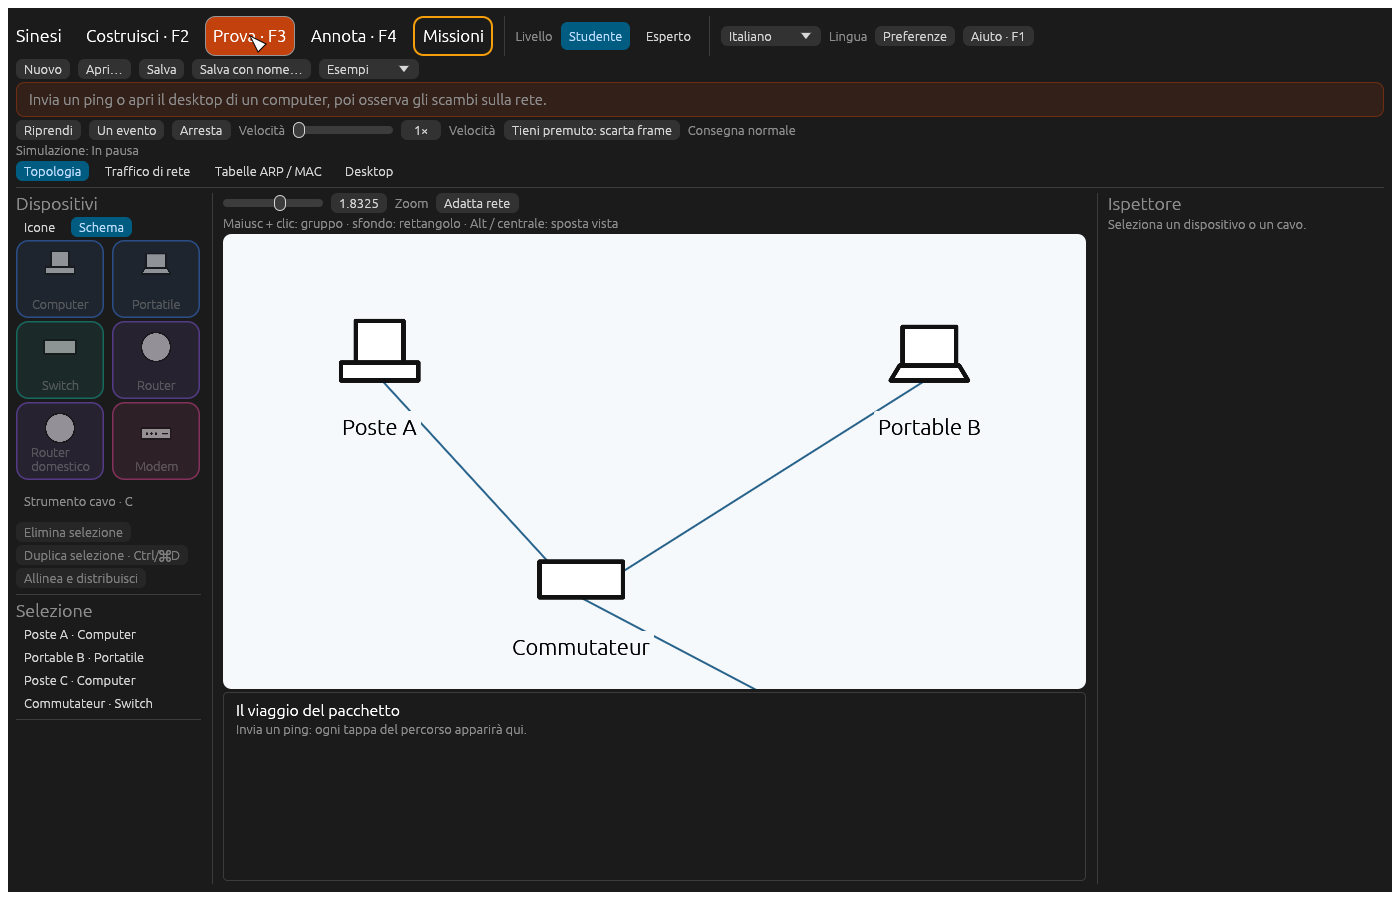 Sinesi Costruisci · F2 Prova · F3 Annota · F4 Missioni Livello Studente Esperto Italiano Lingua Preferenze Aiuto · F1
Nuovo Apri… Salva Salva con nome… Esempi
Invia un ping o apri il desktop di un computer, poi osserva gli scambi sulla rete.
Riprendi Un evento Arresta Velocità 1× Velocità Tieni premuto: scarta frame Consegna normale
Simulazione: In pausa
Topologia Traffico di rete Tabelle ARP / MAC Desktop
Dispositivi
Icone Schema
Computer Portatile
Switch Router
Router domestico Modem
Strumento cavo · C
Elimina selezione
Duplica selezione · Ctrl/⌘D
Allinea e distribuisci
Selezione
Poste A · Computer
Portable B · Portatile
Poste C · Computer
Commutateur · Switch
1.8325 Zoom Adatta rete
Maiusc + clic: gruppo · sfondo: rettangolo · Alt / centrale: sposta vista
Poste A
Portable B
Commutateur
Il viaggio del pacchetto
Invia un ping: ogni tappa del percorso apparirà qui.
Ispettore
Seleziona un dispositivo o un cavo.